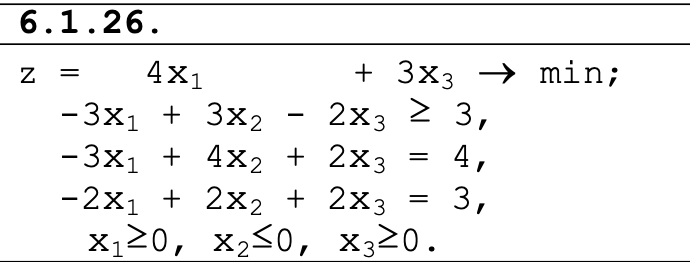 6.1.26.
z = 4x₁ + 3x₃ → min;
-3x₁ + 3x₂ - 2x₃ ≥ 3,
-3x₁ + 4x₂ + 2x₃ = 4,
-2x₁ + 2x₂ + 2x₃ = 3,
x₁≥0, x₂≤0, x₃≥0.